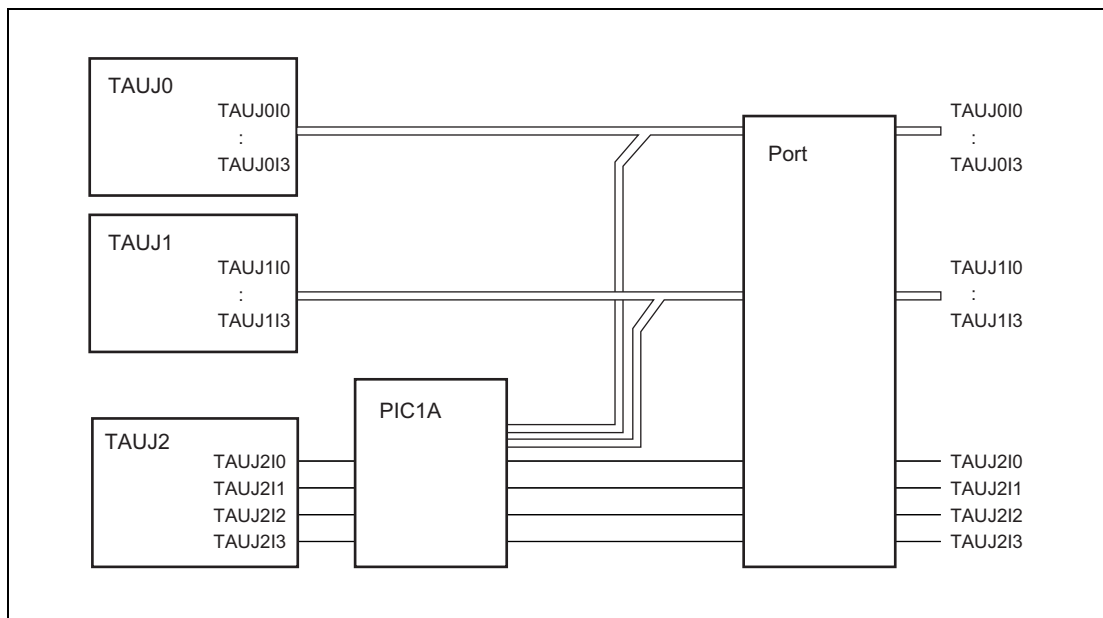 TAUJ0
TAUJ0I0
:
TAUJ0I3
TAUJ1
TAUJ1I0
:
TAUJ1I3
TAUJ2
TAUJ2I0
TAUJ2I1
TAUJ2I2
TAUJ2I3
PIC1A
Port
TAUJ0I0
:
TAUJ0I3
TAUJ1I0
:
TAUJ1I3
TAUJ2I0
TAUJ2I1
TAUJ2I2
TAUJ2I3